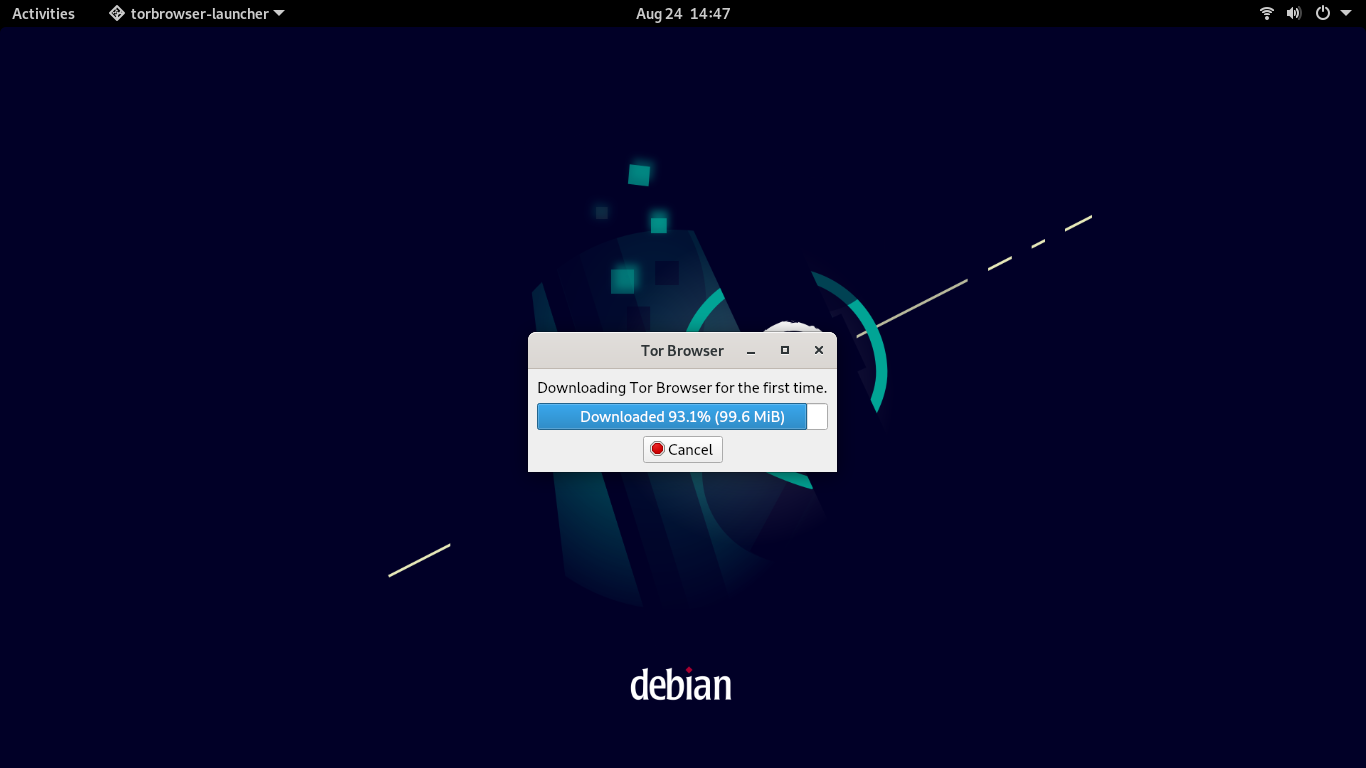 Activities
torbrowser-launcher
Aug 24 14:47
Tor Browser
Downloading Tor Browser for the first time.
Downloaded 93.1% (99.6 MiB)
Cancel
debian